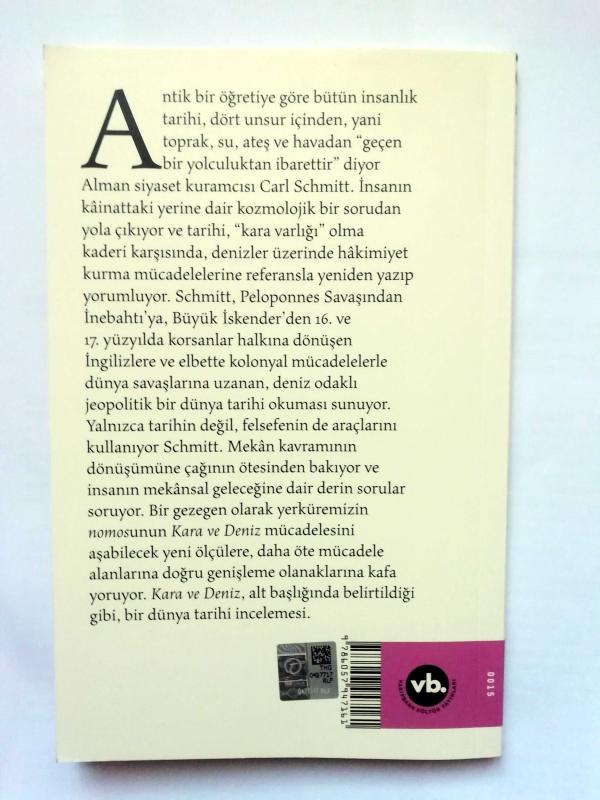 Antik bir öğretiye göre bütün insanlık
tarihi, dört unsur içinden, yani
toprak, su, ateş ve havadan “geçen
bir yolculuktan ibarettir” diyor
Alman siyaset kuramcısı Carl Schmitt. İnsanın
kâinattaki yerine dair kozmolojik bir sorudan
yola çıkıyor ve tarihi, “kara varlığı” olma
kaderi karşısında, denizler üzerinde hâkimiyet
kurma mücadelelerine referansla yeniden yazıp
yorumluyor. Schmitt, Peloponnes Savaşından
İnebahtı’ya, Büyük İskender’den 16. ve
17. yüzyılda korsanlar halkına dönüşen
İngilizlere ve elbette kolonyal mücadelelerle
dünya savaşlarına uzanan, deniz odaklı
jeopolitik bir dünya tarihi okuması sunuyor.
Yalnızca tarihin değil, felsefenin de araçlarını
kullanıyor Schmitt. Mekân kavramının
dönüşümüne çağının ötesinden bakıyor ve
insanın mekânsal geleceğine dair derin sorular
soruyor. Bir gezegen olarak yerküremizin
nomosunun Kara ve Deniz mücadelesini
aşabilecek yeni ölçülere, daha öte mücadele
alanlarına doğru genişleme olanaklarına kafa
yoruyor. Kara ve Deniz, alt başlığında belirtildiği
gibi, bir dünya tarihi incelemesi.
THG
0427717
RLF
9786057947161
vb.
VAKIFBANK KÜLTÜR YAYINLARI
0015